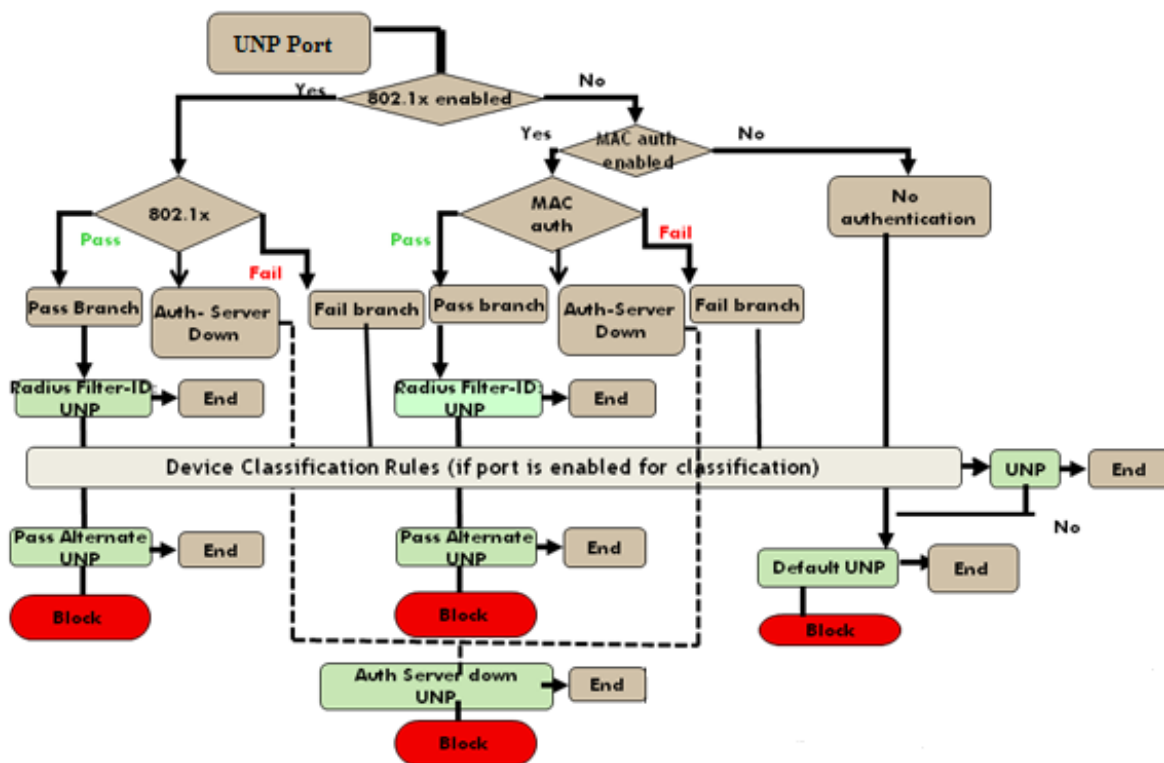 UNP Port
Yes
802.1x enabled
No
Yes
MAC auth
enabled
No
802.1x
MAC
auth
No
authentication
Pass
Fail
Pass
Fail
Pass Branch
Auth- Server
Down
Fail branch
Pass branch
Auth-Server
Down
Fail branch
Radius Filter-ID:
UNP
End
Radius Filter-ID:
UNP
End
Device Classification Rules (if port is enabled for classification)
UNP
End
No
Pass Alternate
UNP
End
Pass Alternate
UNP
End
Default UNP
End
Block
Block
Block
Auth Server down
UNP
End
Block